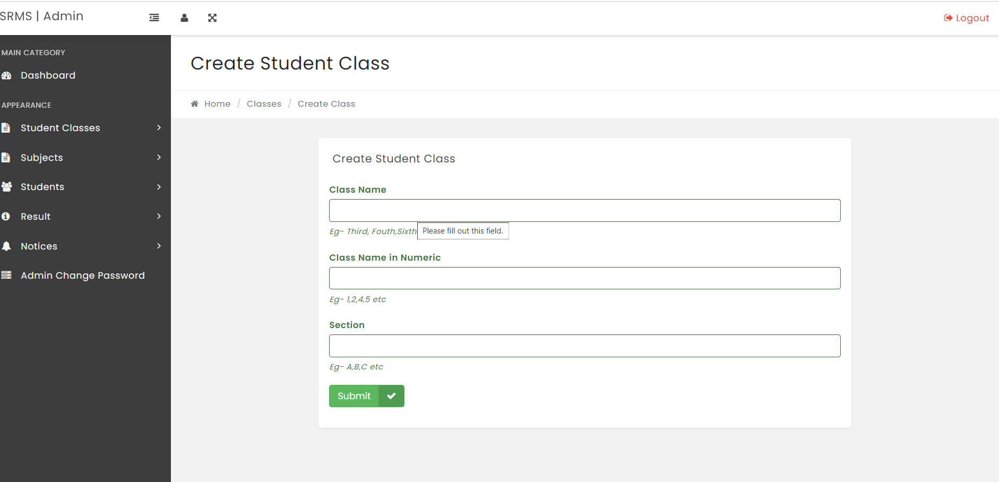 SRMS | Admin
Logout
MAIN CATEGORY
Dashboard
APPEARANCE
Student Classes
Subjects
Students
Result
Notices
Admin Change Password
Create Student Class
Home / Classes / Create Class
Create Student Class
Class Name
Eg- Third, Fouth,Sixth
Please fill out this field.
Class Name in Numeric
Eg- 1,2,4,5 etc
Section
Eg- A,B,C etc
Submit